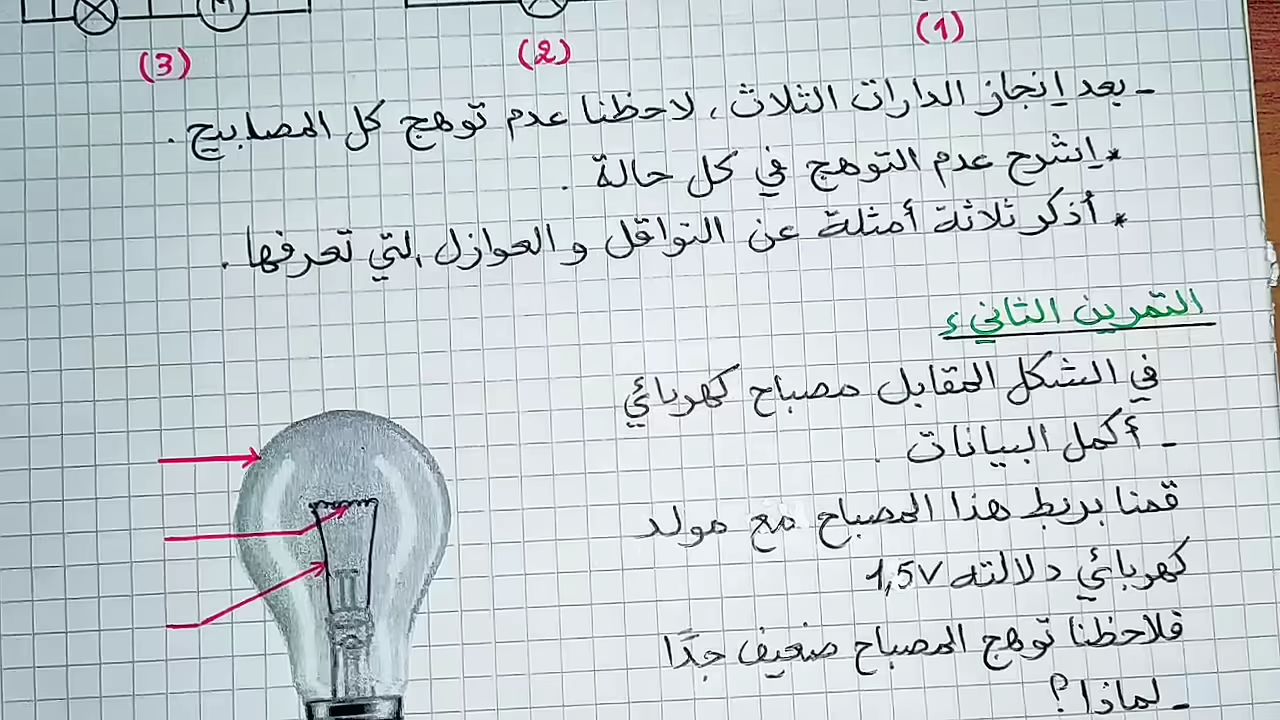 M
(1)
(2)
(3)
- بعد إنجاز الدارات الثلاث، لاحظنا عدم توهج كل المصابيح.
* إشرح عدم التوهج في كل حالة.
* أذكر ثلاثة أمثلة عن النواقل و العوازل التي تعرفها.
التمرين الثاني:
في الشكل المقابل مصباح كهربائي
- أكمل البيانات.
قمنا بربط هذا المصباح مع مولد
كهربائي دلالته 1,5V
فلاحظنا توهج المصباح ضعيف جدًا
- لماذا؟